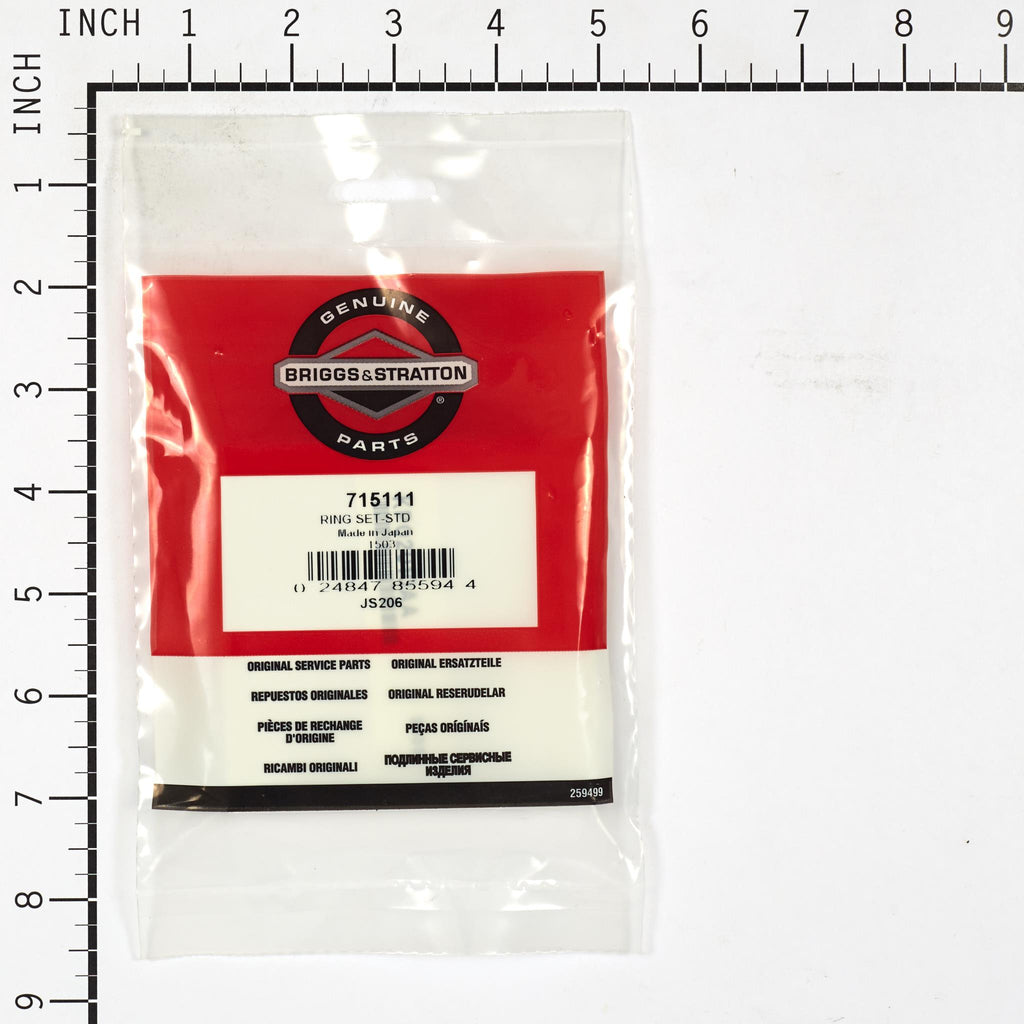 INCH 1 2 3 4 5 6 7 8 9
INCH
1
2
3
4
5
6
7
8
9
GENUINE
BRIGGS & STRATTON
®
PARTS
715111
RING SET-STD
Made in Japan
1503
0 24847 85594 4
JS206
ORIGINAL SERVICE PARTS ORIGINAL ERSATZTEILE
REPUESTOS ORIGINALES ORIGINAL RESERUDELAR
PIÈCES DE RECHANGE
D'ORIGINE
PEÇAS ORÍGÍNAÍS
RICAMBI ORIGINALI
ПОДЛИННЫЕ СЕРВИСНЫЕ
ИЗДЕЛИЯ
259499